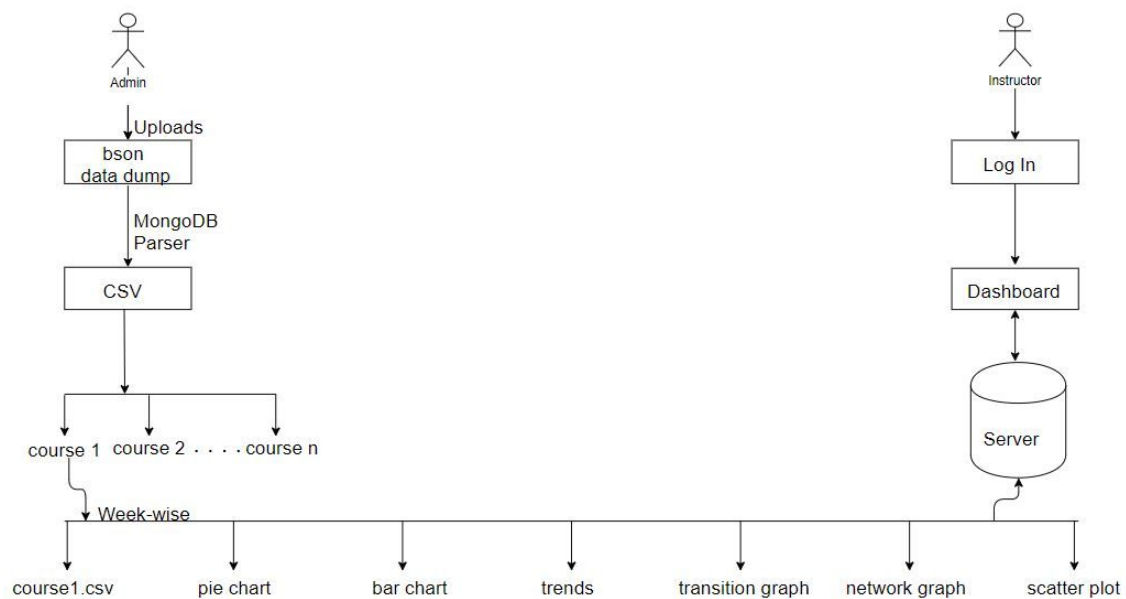 Admin
Instructor
Uploads
bson
data dump
Log In
MongoDB
Parser
CSV
Dashboard
course 1 course 2 . . . . course n
Server
Week-wise
course1.csv pie chart bar chart trends transition graph network graph scatter plot